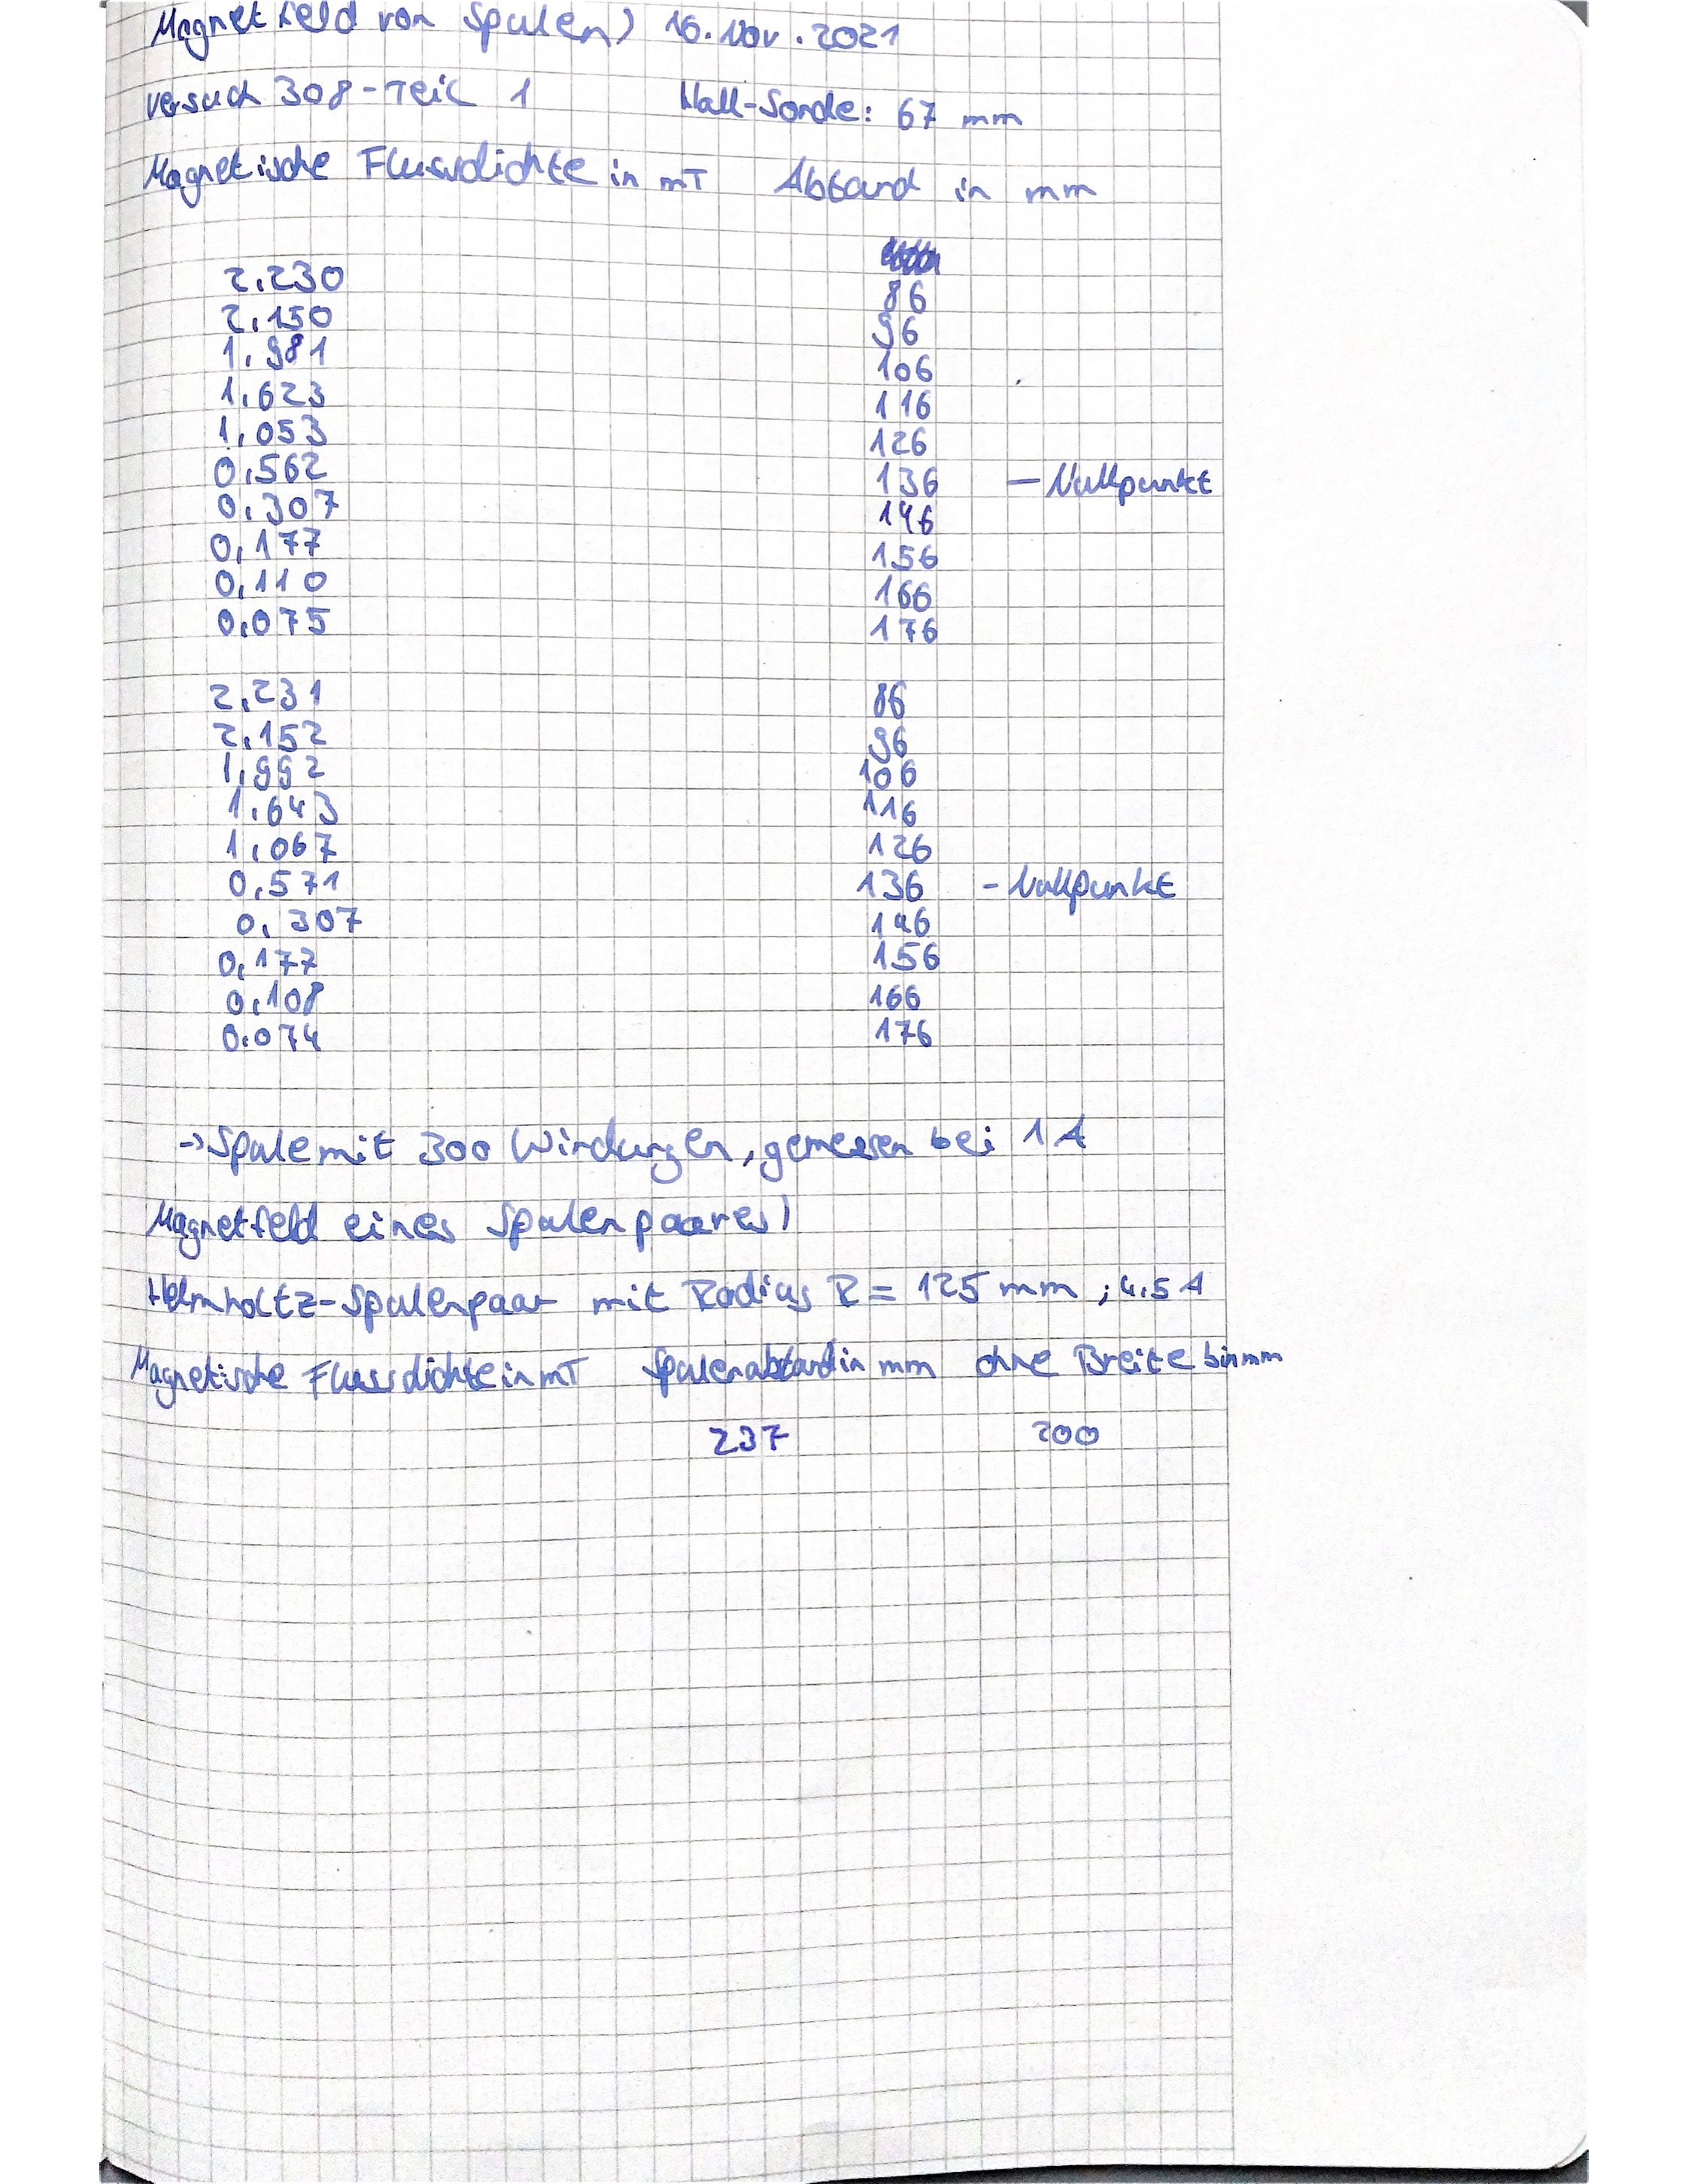 Magnetfeld von Spulen) 16. Nov. 2021
Versuch 308-Teil 1 Hall-Sonde: 67 mm
Magnetische Flussdichte in mT Abstand in mm
2,230 86
2,150 96
1,981 106
1,623 116
1,053 126
0,562 136 — Nullpunkt
0,307 146
0,177 156
0,110 166
0,075 176
2,231 86
2,152 96
1,992 106
1,643 116
1,067 126
0,571 136 - Nullpunkt
0,307 146
0,177 156
0,108 166
0,074 176
→ Spule mit 300 Windungen, gemessen bei 1 A
Magnetfeld eines Spulenpaares)
Helmholtz-Spulenpaar mit Radius R = 125 mm ; 4,5 A
Magnetische Flussdichte in mT Spulenabstand in mm ohne Breite b in mm
237 200